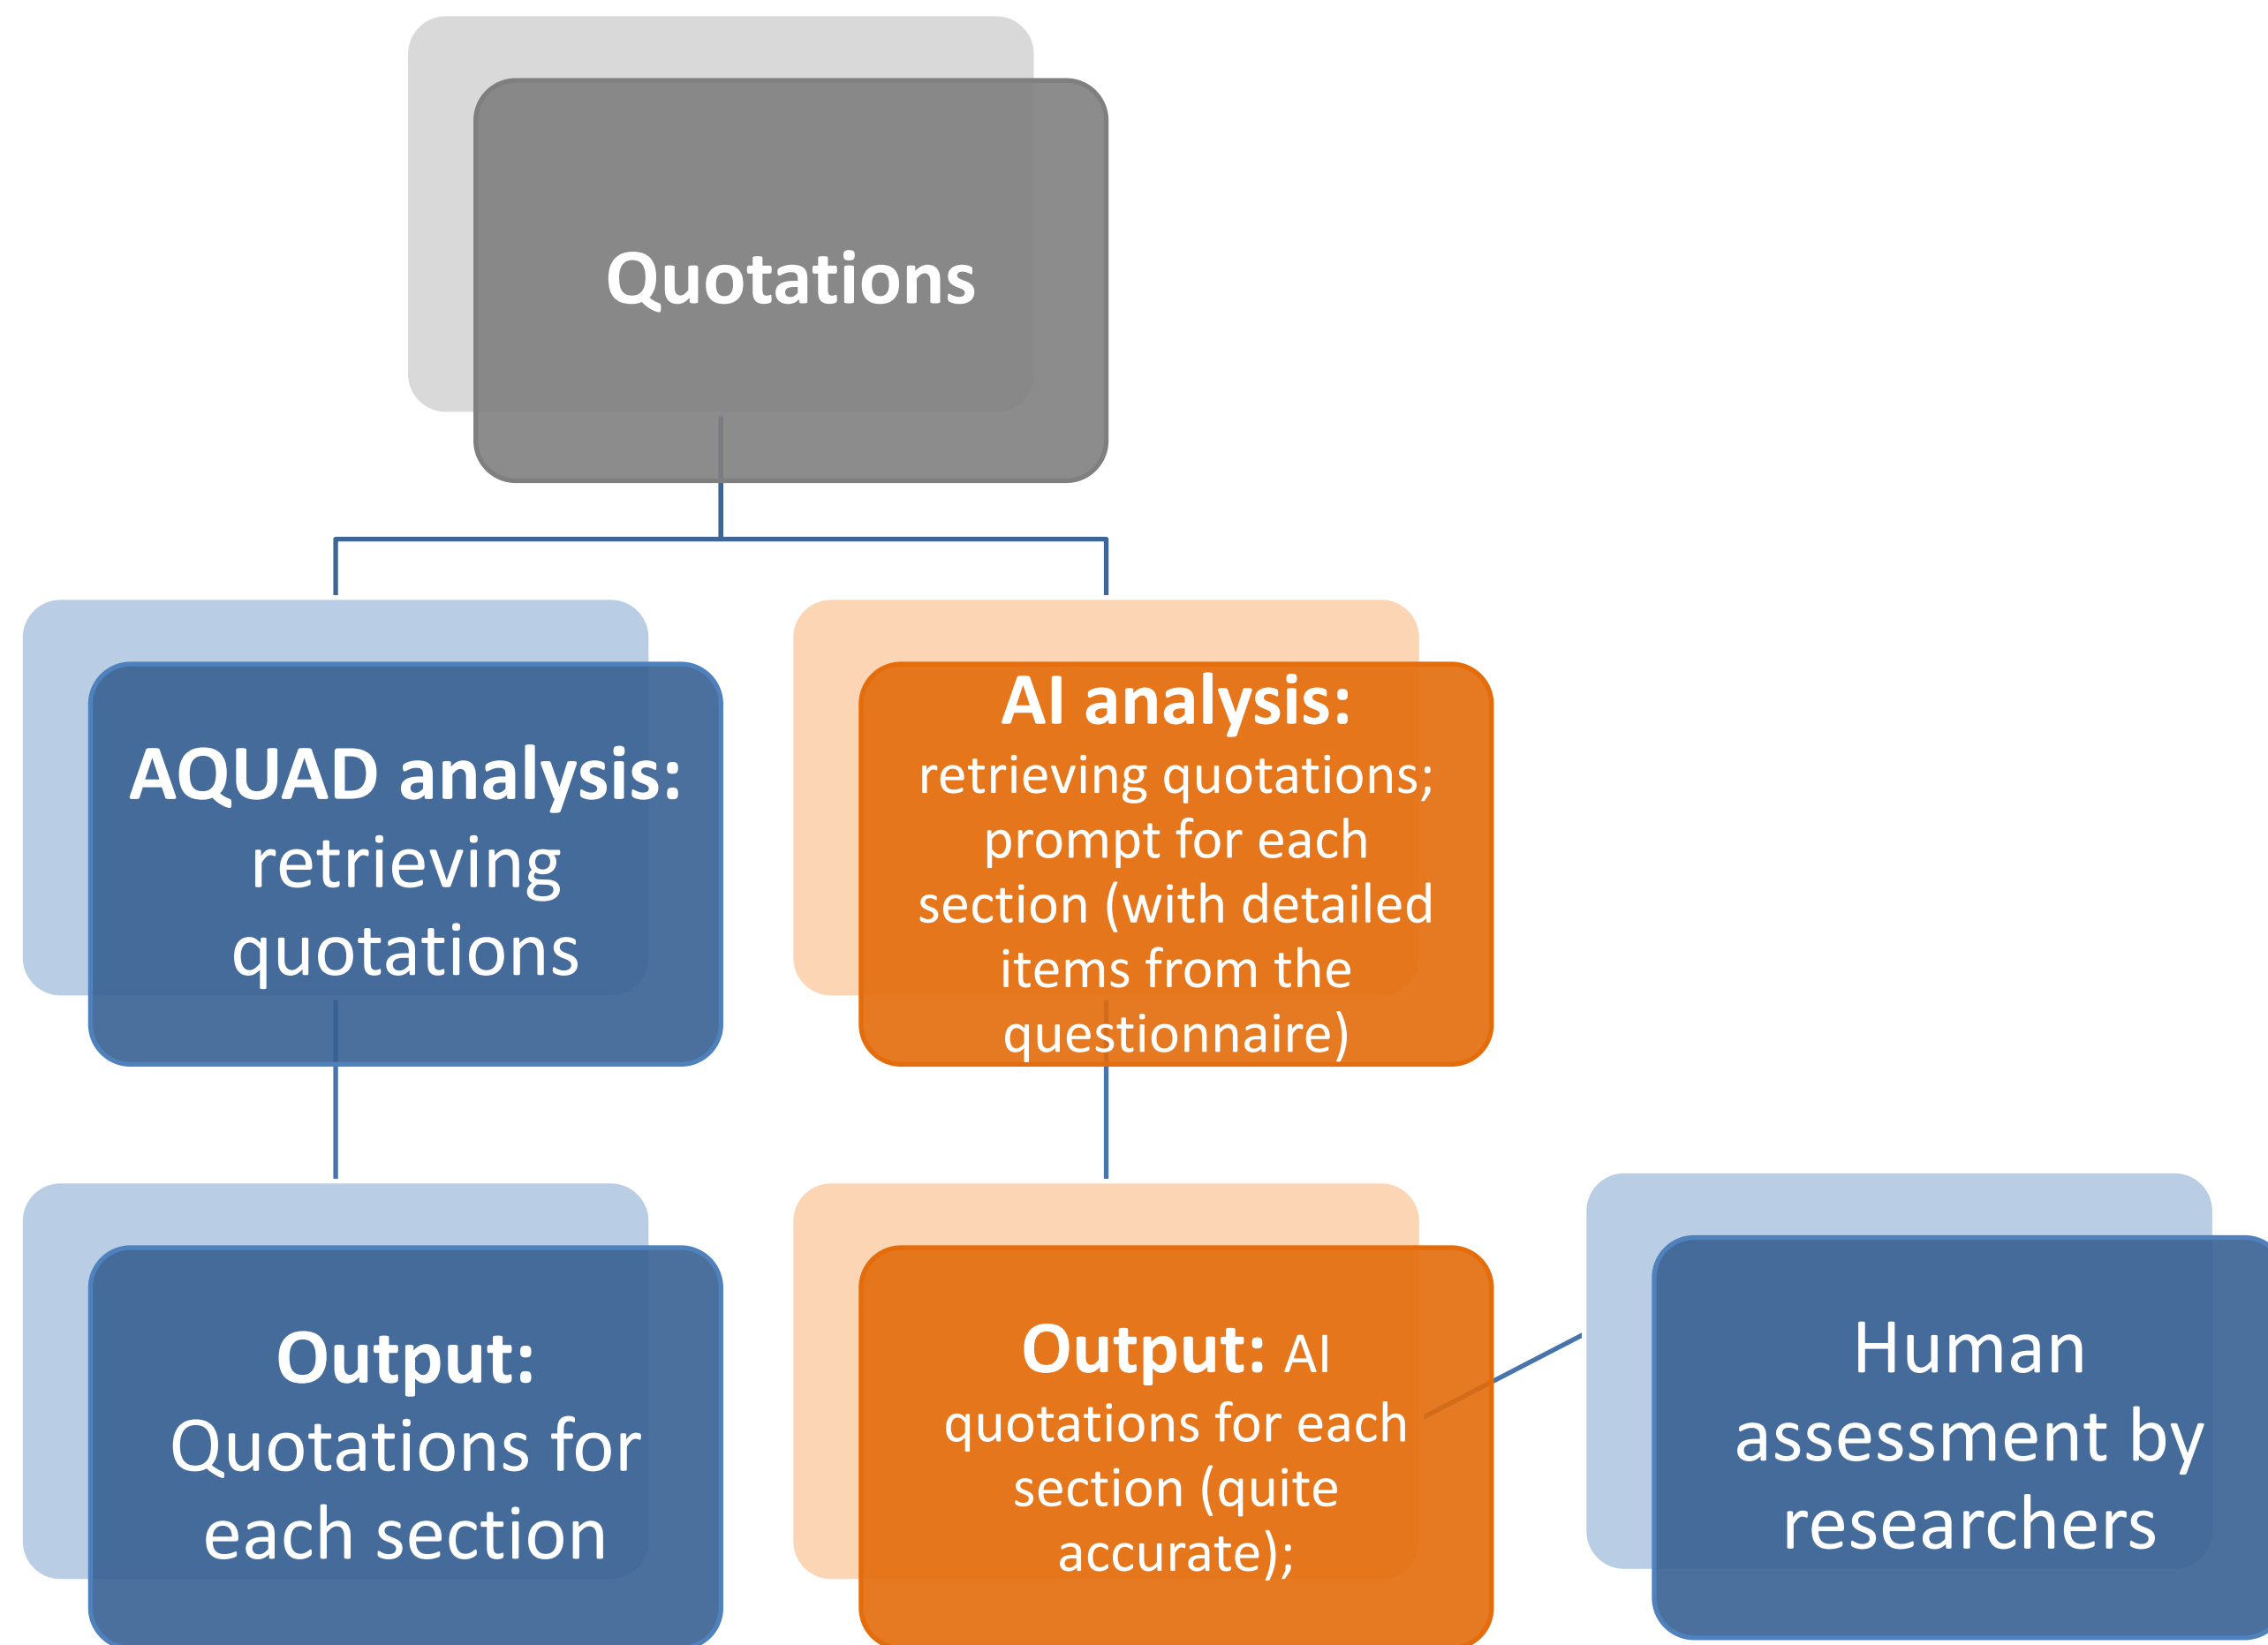 Quotations
AQUAD analysis:
retrieving
quotations
AI analysis:
retrieving quotations;
prompt for each
section (with detailed
items from the
questionnaire)
Output:
Quotations for
each section
Output: AI
quotations for each
section (quite
accurate);
Human
assessment by
researchers